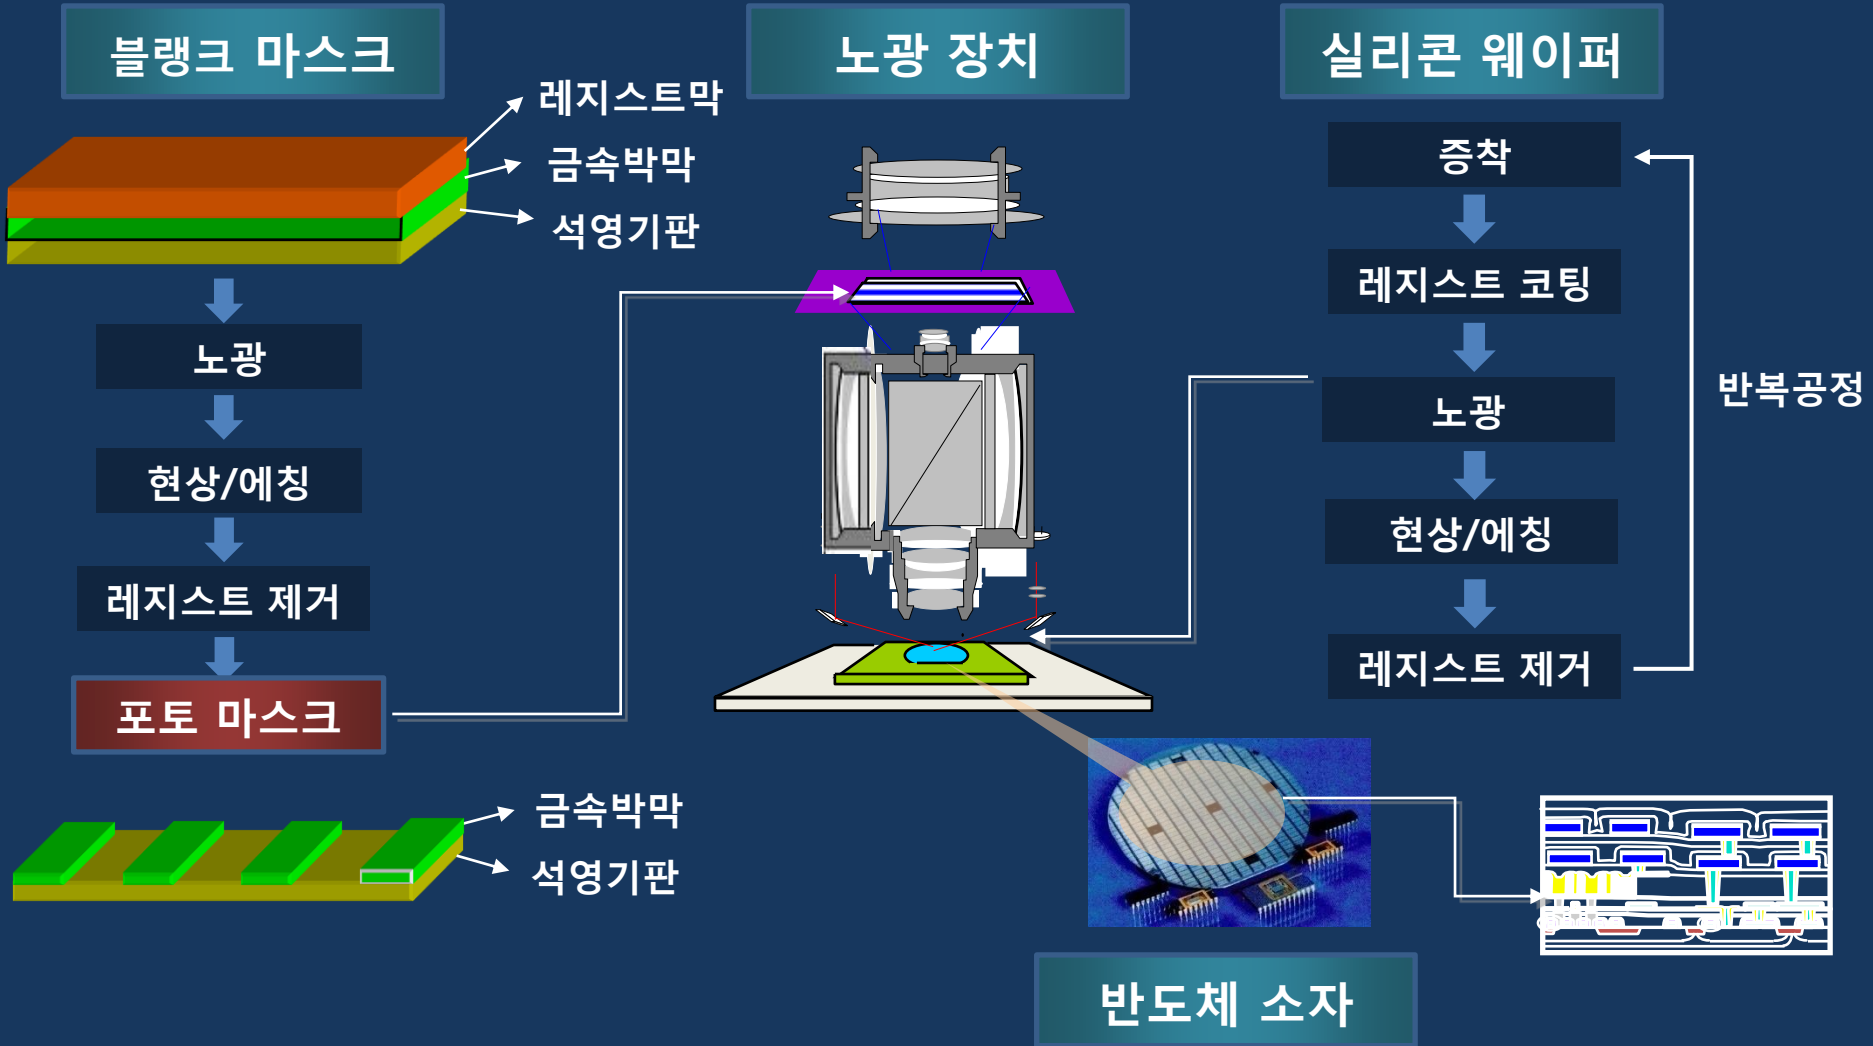 블랭크 마스크
레지스트막
금속박막
석영기판
노광
현상/에칭
레지스트 제거
포토 마스크
금속박막
석영기판
노광 장치
실리콘 웨이퍼
증착
레지스트 코팅
노광
현상/에칭
레지스트 제거
반복공정
반도체 소자